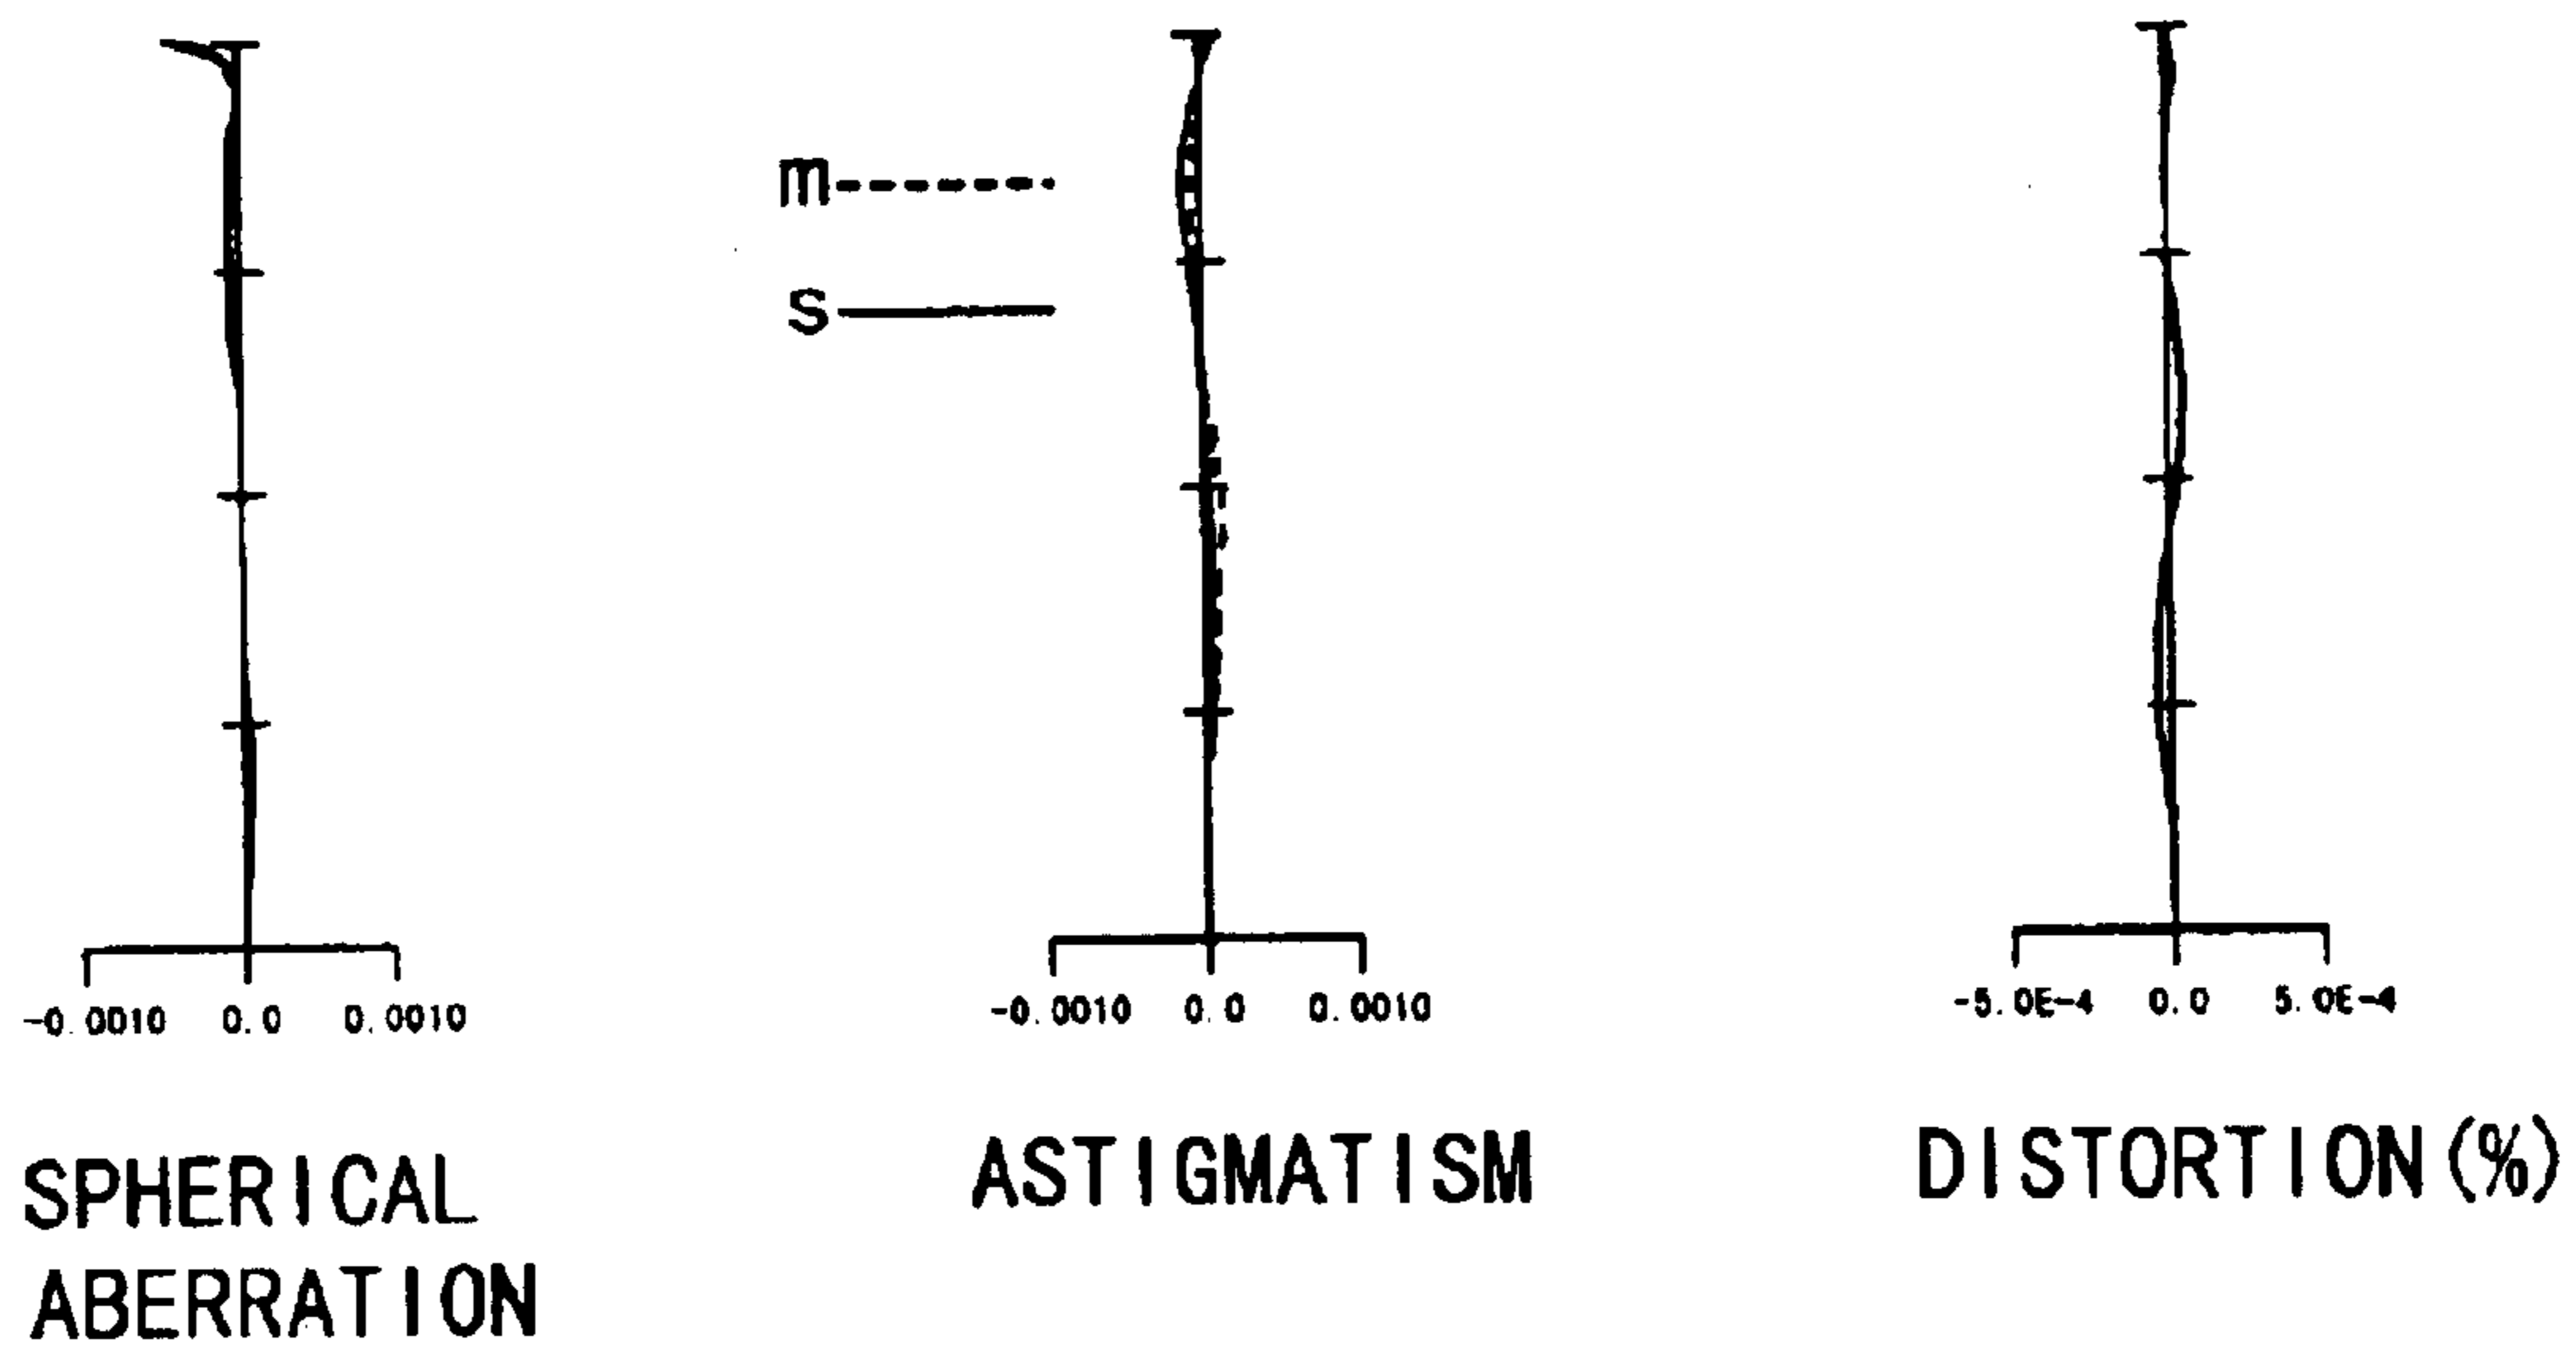 m
s
-0.0010 0.0 0.0010
-0.0010 0.0 0.0010
-5.0E-4 0.0 5.0E-4
SPHERICAL
ABERRATION
ASTIGMATISM
DISTORTION(%)